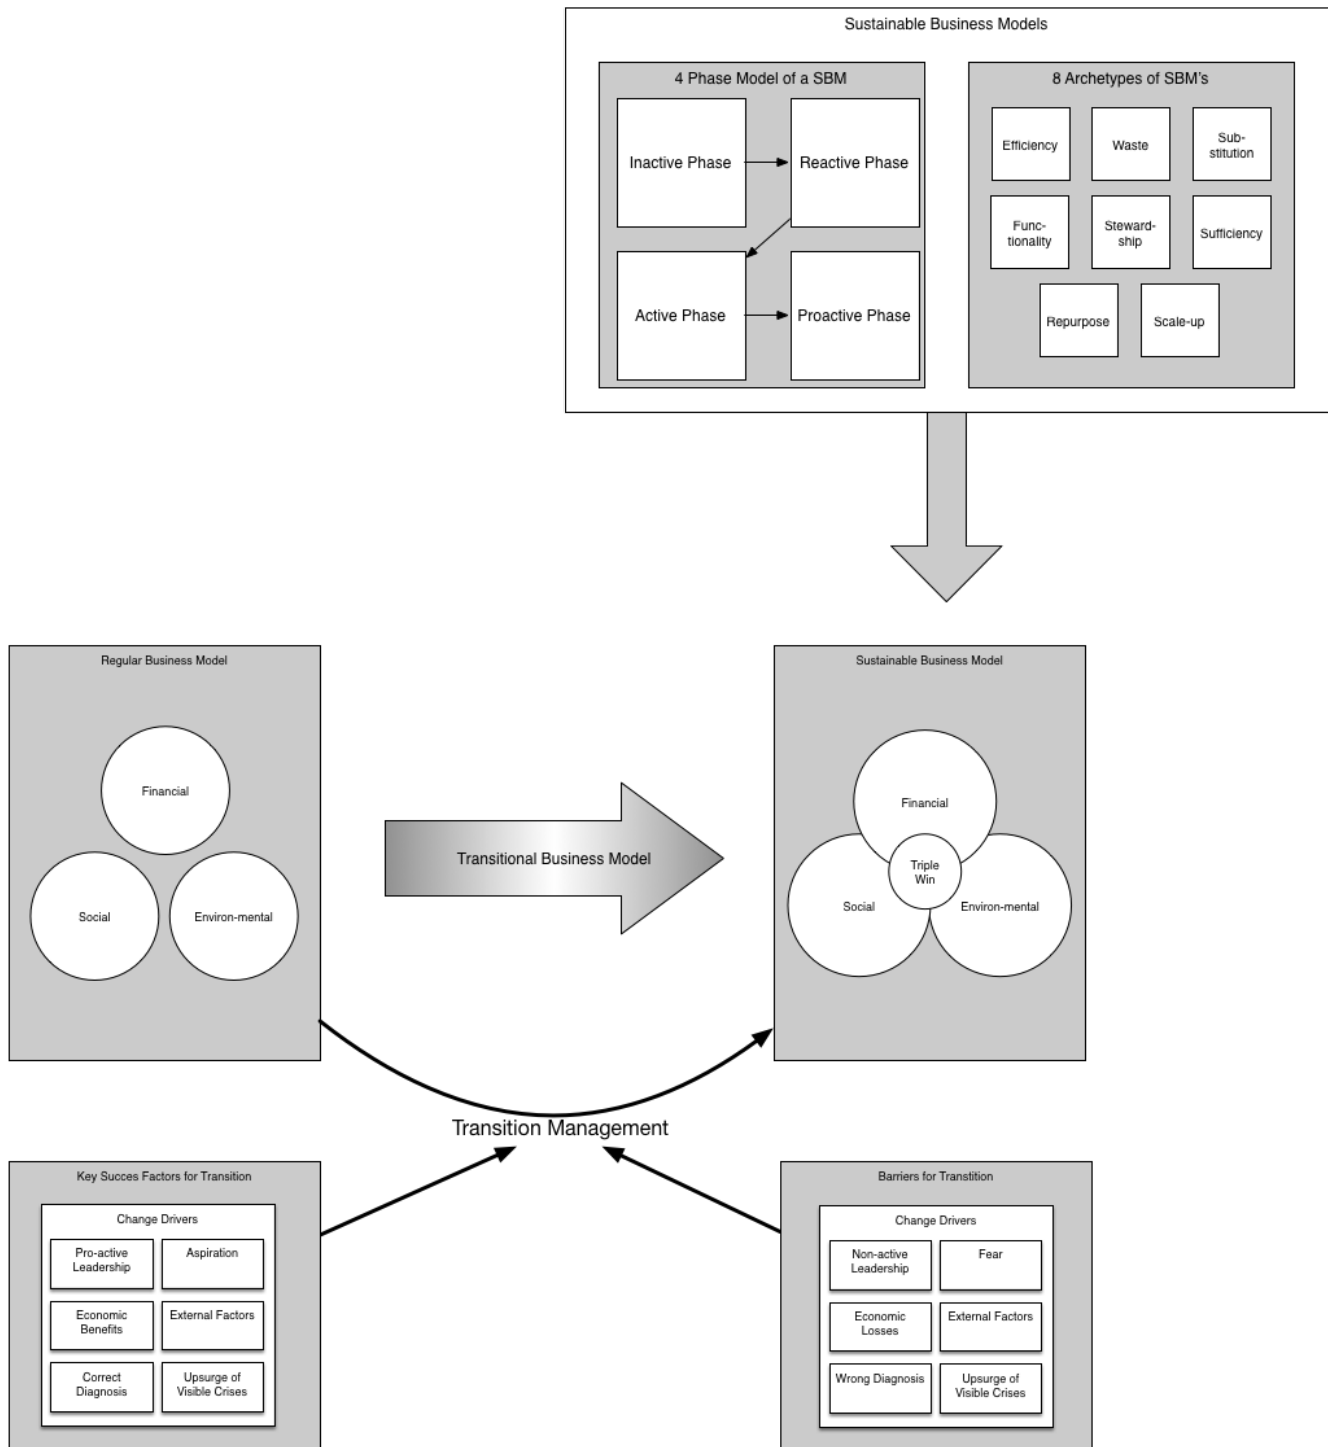 Sustainable Business Models
4 Phase Model of a SBM
Inactive Phase
Reactive Phase
Active Phase
Proactive Phase
8 Archetypes of SBM's
Efficiency
Waste
Sub-
stitution
Func-
tionality
Steward-
ship
Sufficiency
Repurpose
Scale-up
Regular Business Model
Financial
Social
Environ-mental
Transitional Business Model
Sustainable Business Model
Financial
Triple
Win
Social
Environ-mental
Transition Management
Key Succes Factors for Transition
Change Drivers
Pro-active
Leadership
Aspiration
Economic
Benefits
External Factors
Correct
Diagnosis
Upsurge of
Visible Crises
Barriers for Transtition
Change Drivers
Non-active
Leadership
Fear
Economic
Losses
External Factors
Wrong Diagnosis
Upsurge of
Visible Crises